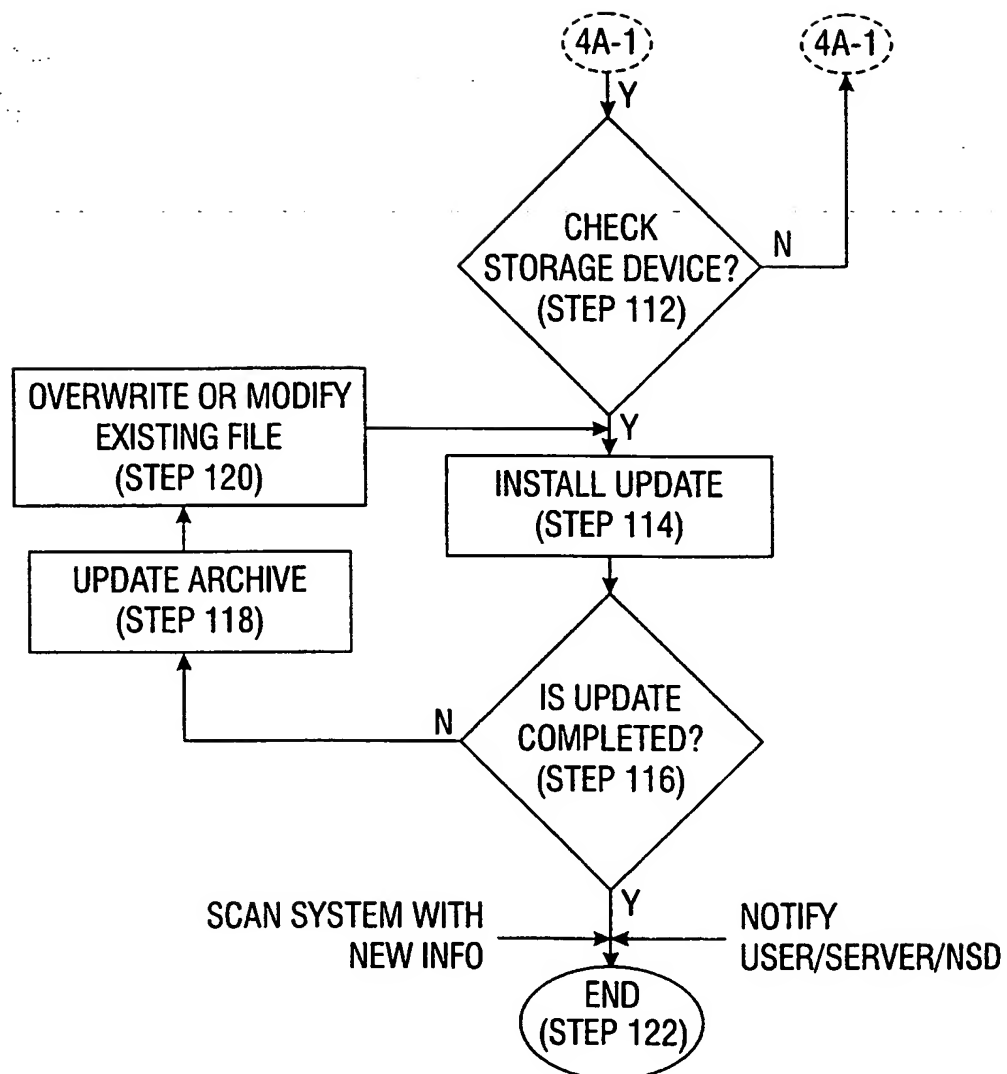 4A-1
4A-1
Y
CHECK
STORAGE DEVICE?
(STEP 112)
N
Y
OVERWRITE OR MODIFY
EXISTING FILE
(STEP 120)
INSTALL UPDATE
(STEP 114)
UPDATE ARCHIVE
(STEP 118)
IS UPDATE
COMPLETED?
(STEP 116)
N
Y
SCAN SYSTEM WITH
NEW INFO
NOTIFY
USER/SERVER/NSD
END
(STEP 122)